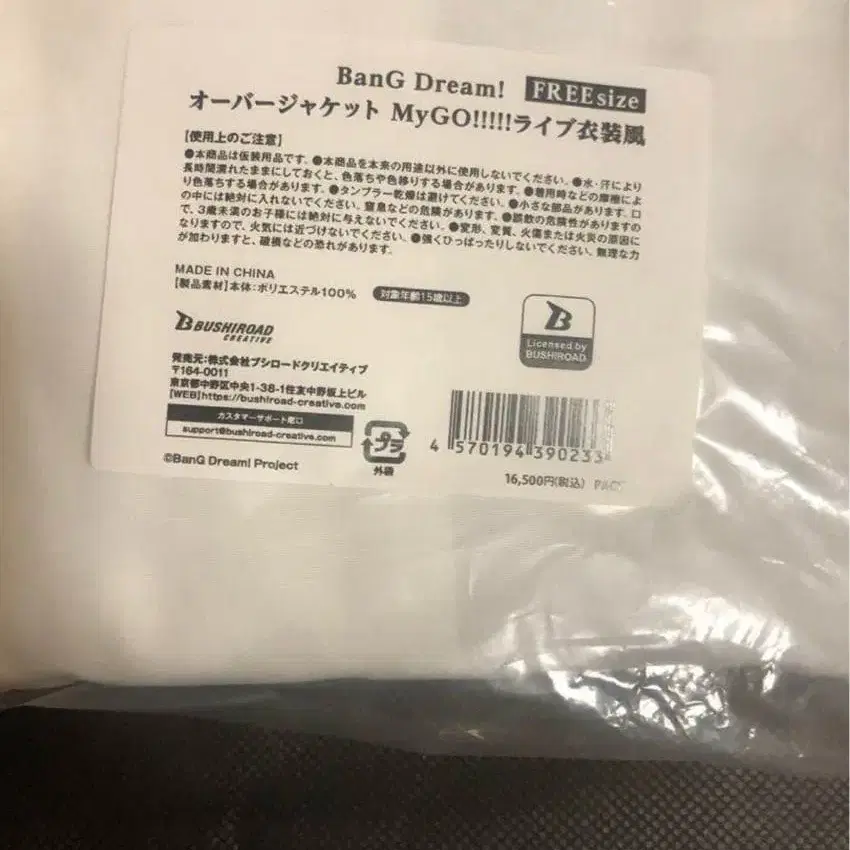 BanG Dream! FREEsize
オーバージャケット MyGO!!!!!ライブ衣装風
【使用上のご注意】
●本商品は仮装用品です。●本商品を本来の用途以外に使用しないでください。●水・汗により
長時間濡れたままにしておくと、色落ちや色移りする場合があります。●着用時などの摩擦によ
り色落ちする場合があります。●タンブラー乾燥は避けてください。●小さな部品があります。口
の中には絶対に入れないでください。窒息などの危険があります。●誤飲の危険性がありますの
で、3歳未満のお子様には絶対に与えないでください。●変形、変質、火傷または火災の原因に
なりますので、火気には近づけないでください。●強くひっぱったりしないでください。無理な力
が加わりますと、破損などの恐れがあります。
MADE IN CHINA
【製品素材】本体:ポリエステル100% 対象年齢15歳以上
B BUSHIROAD
CREATIVE
B
Licensed by
BUSHIROAD
発売元:株式会社ブシロードクリエイティブ
〒164-0011
東京都中野区中央1-38-1住友中野坂上ビル
【WEB】https://bushiroad-creative.com
カスタマーサポート窓口
support@bushiroad-creative.com
プラ
外袋
4 570194 390233
©BanG Dream! Project
16,500円(税込)